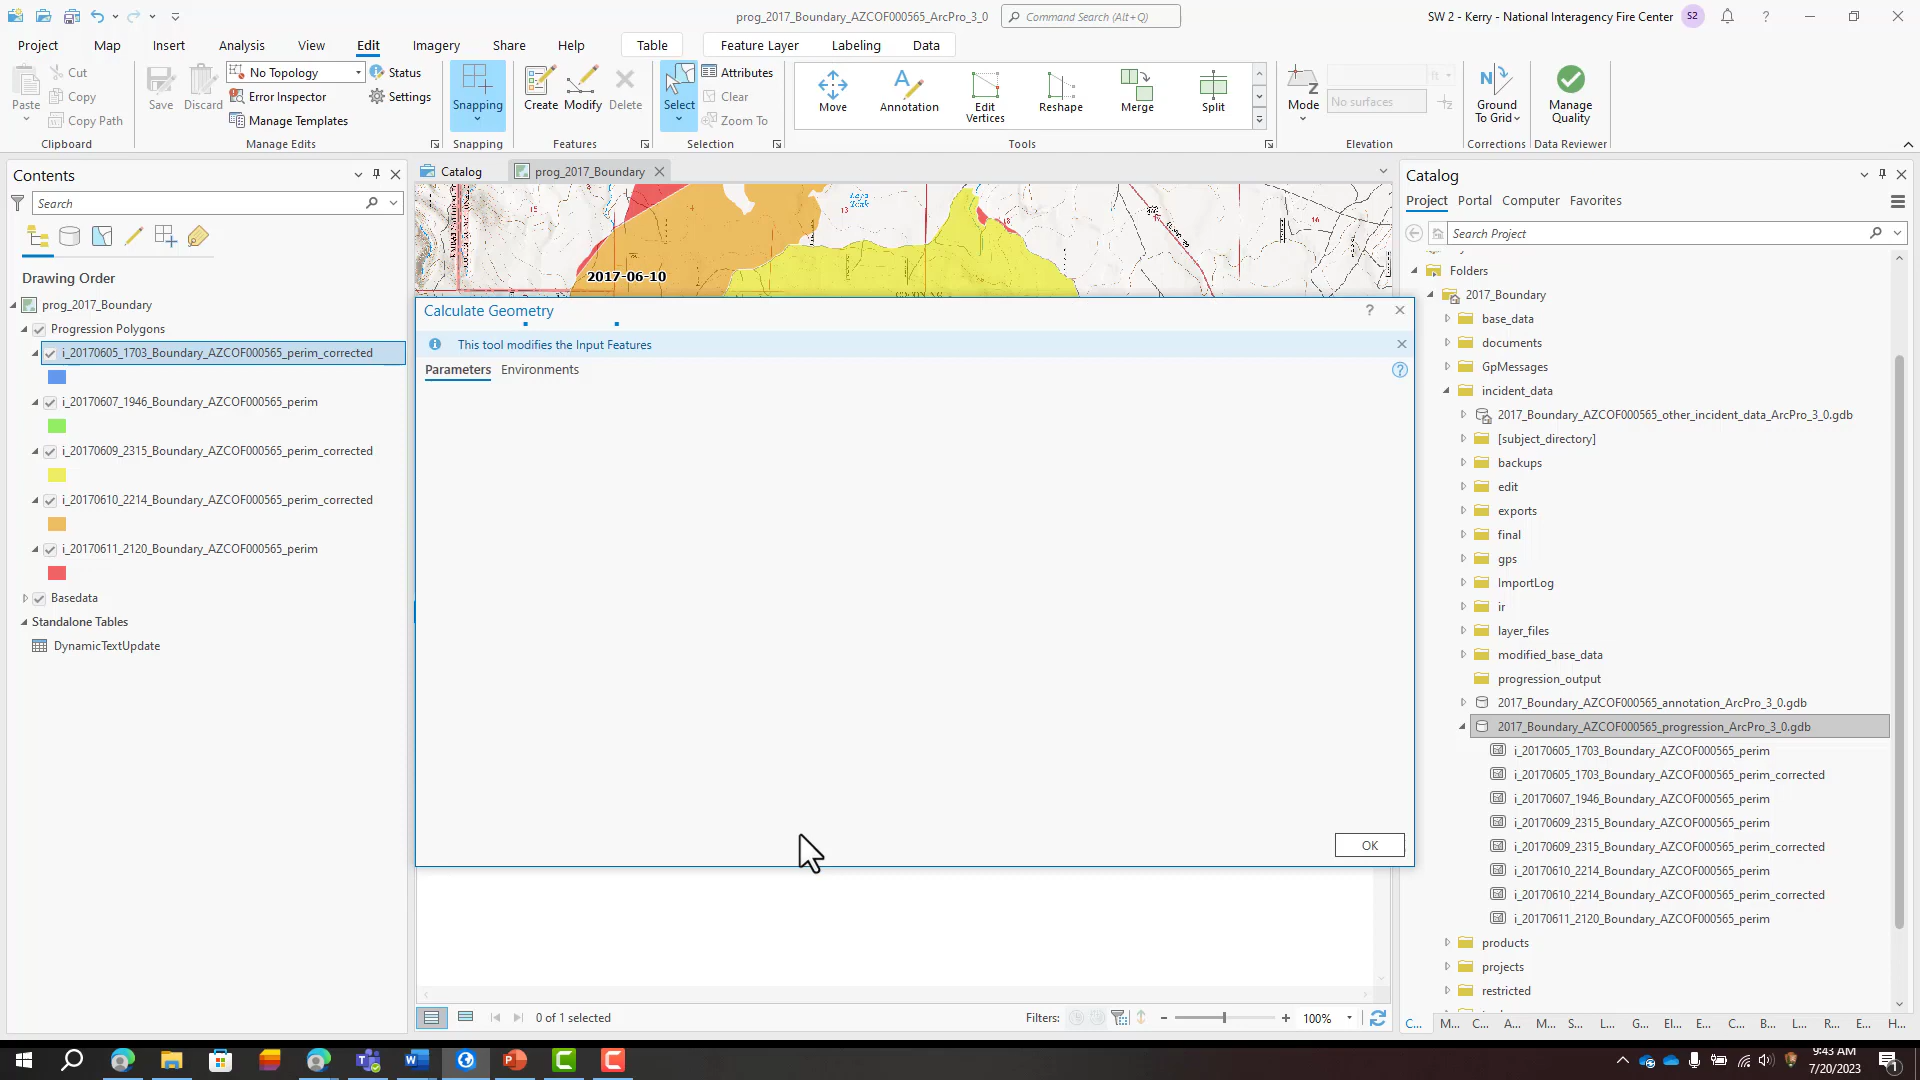 prog_2017_Boundary_AZCOF000565_ArcPro_3_0
Command Search (Alt+Q)
SW 2 - Kerry - National Interagency Fire Center
S2
Project Map Insert Analysis View Edit Imagery Share Help Table Feature Layer Labeling Data
Paste
Cut
Copy
Copy Path
Clipboard
Save
Discard
No Topology
Error Inspector
Manage Templates
Status
Settings
Manage Edits
Snapping
Snapping
Create
Modify
Delete
Features
Select
Attributes
Clear
Zoom To
Selection
Move
Annotation
Edit
Vertices
Reshape
Merge
Split
Tools
Mode
ft
No surfaces
Elevation
Ground
To Grid
Corrections
Manage
Quality
Data Reviewer
Contents
Search
Drawing Order
prog_2017_Boundary
Progression Polygons
i_20170605_1703_Boundary_AZCOF000565_perim_corrected
i_20170607_1946_Boundary_AZCOF000565_perim
i_20170609_2315_Boundary_AZCOF000565_perim_corrected
i_20170610_2214_Boundary_AZCOF000565_perim_corrected
i_20170611_2120_Boundary_AZCOF000565_perim
Basedata
Standalone Tables
DynamicTextUpdate
Catalog
prog_2017_Boundary
15
13
18
16
2017-06-10
Calculate Geometry
?
This tool modifies the Input Features
Parameters Environments
OK
0 of 1 selected
Filters:
100%
Catalog
Project Portal Computer Favorites
Search Project
Folders
2017_Boundary
base_data
documents
GpMessages
incident_data
2017_Boundary_AZCOF000565_other_incident_data_ArcPro_3_0.gdb
[subject_directory]
backups
edit
exports
final
gps
ImportLog
ir
layer_files
modified_base_data
progression_output
2017_Boundary_AZCOF000565_annotation_ArcPro_3_0.gdb
2017_Boundary_AZCOF000565_progression_ArcPro_3_0.gdb
i_20170605_1703_Boundary_AZCOF000565_perim
i_20170605_1703_Boundary_AZCOF000565_perim_corrected
i_20170607_1946_Boundary_AZCOF000565_perim
i_20170609_2315_Boundary_AZCOF000565_perim
i_20170609_2315_Boundary_AZCOF000565_perim_corrected
i_20170610_2214_Boundary_AZCOF000565_perim
i_20170610_2214_Boundary_AZCOF000565_perim_corrected
i_20170611_2120_Boundary_AZCOF000565_perim
products
projects
restricted
C... M... C... A... M... S... L... G... El... E... C... B... L... R... E... H...
9:43 AM
7/20/2023
1